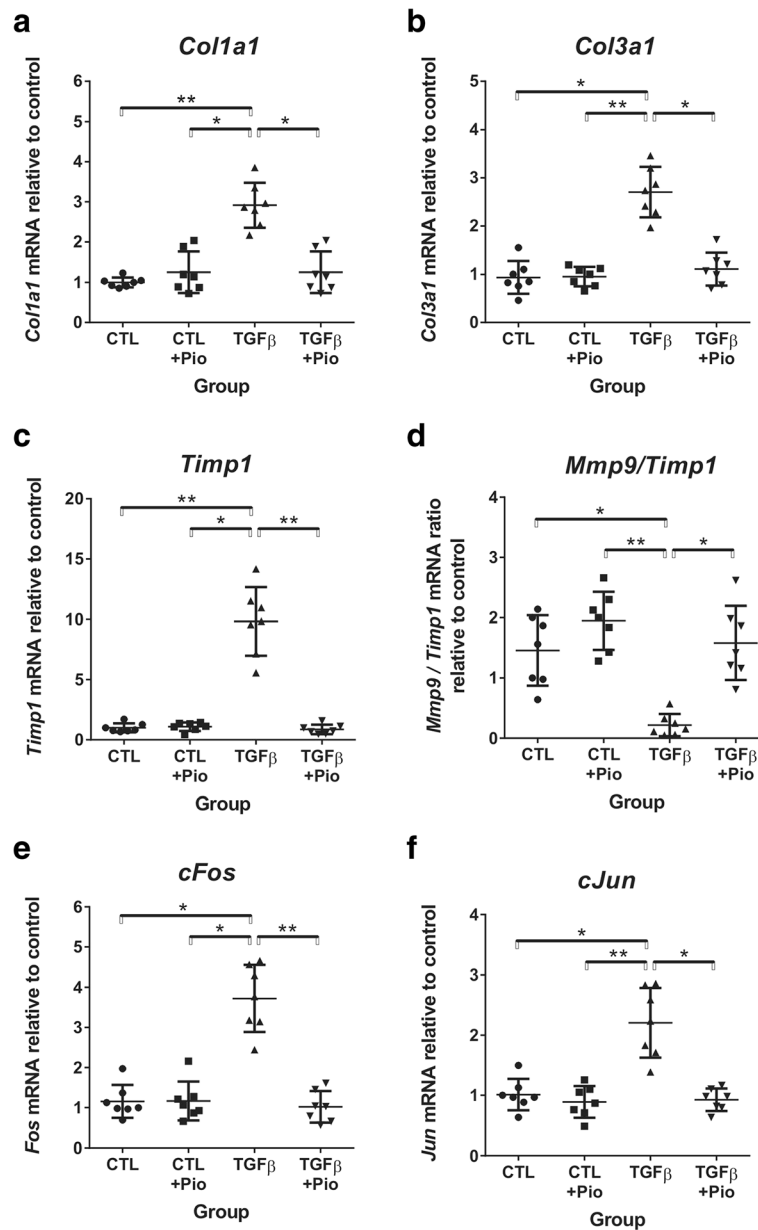 a
Col1a1
Col1a1 mRNA relative to control
6
5
4
3
2
1
0
**
*
*
CTL
CTL
+Pio
TGFβ
TGFβ
+Pio
Group
b
Col3a1
Col3a1 mRNA relative to control
5
4
3
2
1
0
*
**
*
CTL
CTL
+Pio
TGFβ
TGFβ
+Pio
Group
c
Timp1
Timp1 mRNA relative to control
20
15
10
5
0
**
*
**
CTL
CTL
+Pio
TGFβ
TGFβ
+Pio
Group
d
Mmp9/Timp1
Mmp9 / Timp1 mRNA ratio
relative to control
4
3
2
1
0
*
**
*
CTL
CTL
+Pio
TGFβ
TGFβ
+Pio
Group
e
cFos
Fos mRNA relative to control
6
5
4
3
2
1
0
*
*
**
CTL
CTL
+Pio
TGFβ
TGFβ
+Pio
Group
f
cJun
Jun mRNA relative to control
4
3
2
1
0
*
**
*
CTL
CTL
+Pio
TGFβ
TGFβ
+Pio
Group